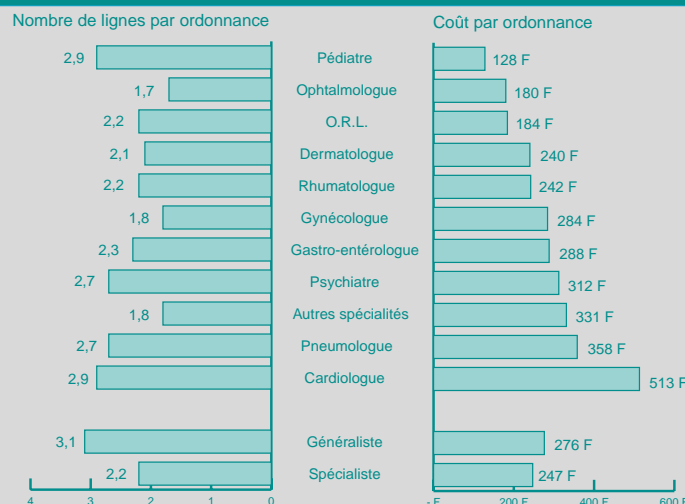 Nombre de lignes par ordonnance Coût par ordonnance
2,9 Pédiatre 128 F
1,7 Ophtalmologue 180 F
2,2 O.R.L. 184 F
2,1 Dermatologue 240 F
2,2 Rhumatologue 242 F
1,8 Gynécologue 284 F
2,3 Gastro-entérologue 288 F
2,7 Psychiatre 312 F
1,8 Autres spécialités 331 F
2,7 Pneumologue 358 F
2,9 Cardiologue 513 F
3,1 Généraliste 276 F
2,2 Spécialiste 247 F
4 3 2 1 0 - F 200 F 400 F 600 F